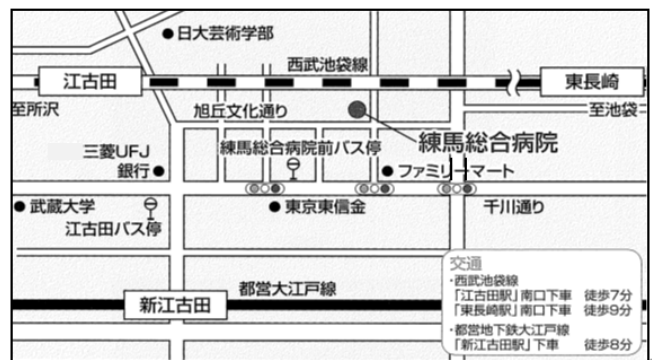 日大芸術学部
西武池袋線
江古田
東長崎
至所沢
旭丘文化通り
至池袋
練馬総合病院
練馬総合病院前バス停
三菱UFJ
銀行
ファミリーマート
武蔵大学
江古田バス停
東京東信金
千川通り
都営大江戸線
新江古田
交通
・西武池袋線
「江古田駅」南口下車 徒歩7分
「東長崎駅」南口下車 徒歩9分
・都営地下鉄大江戸線
「新江古田駅」下車 徒歩8分